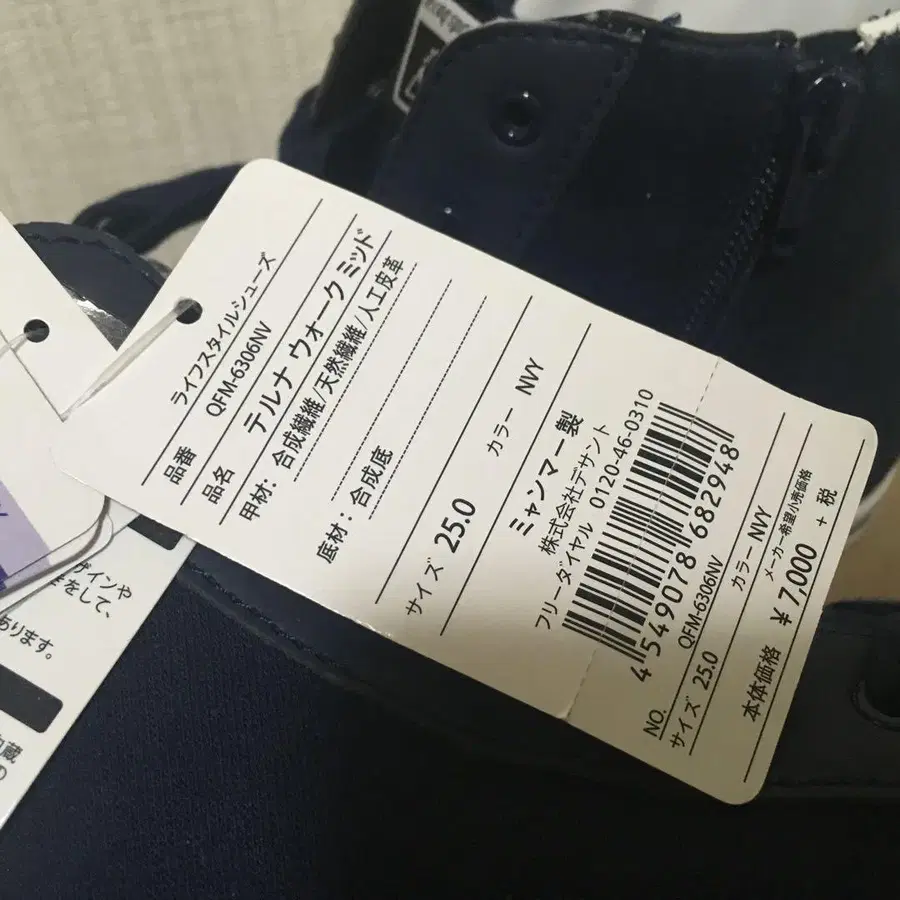 ライフスタイルシューズ
品番 QFM-6306NV
品名 テルナ ウォーク ミッド
甲材: 合成繊維/天然繊維/人工皮革
底材: 合成底
サイズ 25.0 カラー NVY
ミャンマー製
株式会社デサント
フリーダイヤル 0120-46-0310
4 549078 682948
NO. QFM-6306NV
サイズ 25.0 カラー NVY
メーカー希望小売価格
本体価格 ¥7,000 + 税
ザインや
をして、
あります。